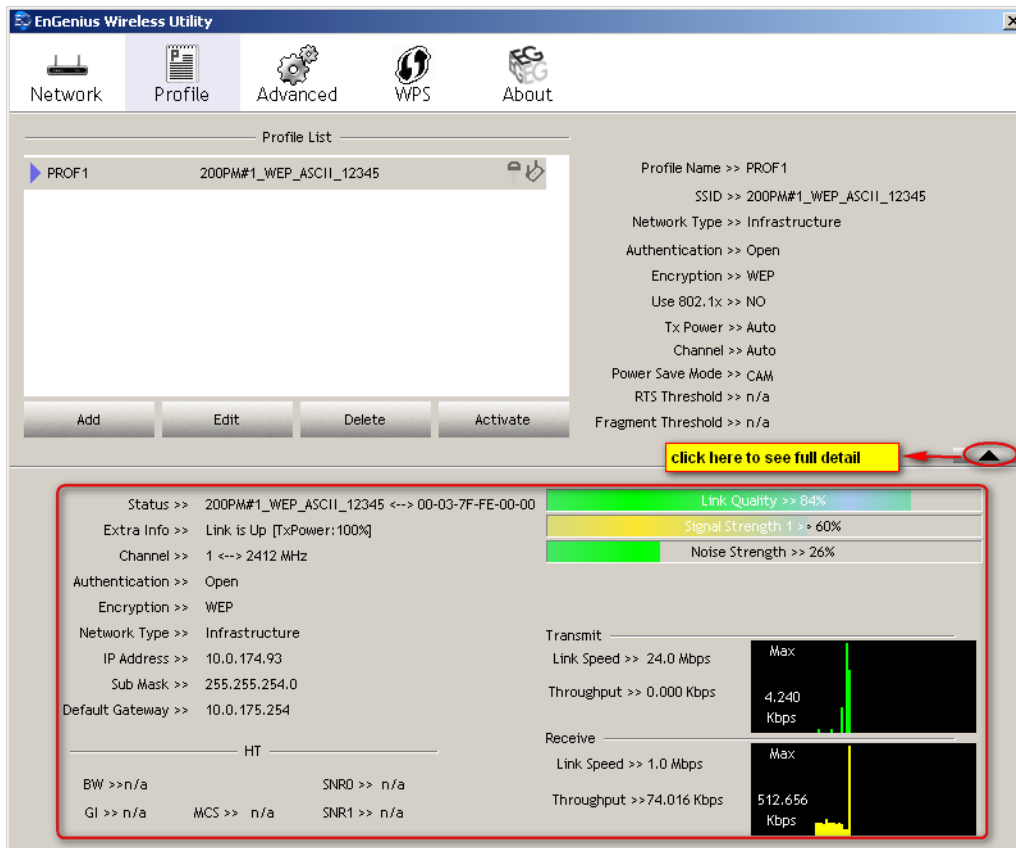 EnGenius Wireless Utility
Network Profile Advanced WPS About
Profile List
PROF1 200PM#1_WEP_ASCII_12345
Add Edit Delete Activate
Profile Name >> PROF1
SSID >> 200PM#1_WEP_ASCII_12345
Network Type >> Infrastructure
Authentication >> Open
Encryption >> WEP
Use 802.1x >> NO
Tx Power >> Auto
Channel >> Auto
Power Save Mode >> CAM
RTS Threshold >> n/a
Fragment Threshold >> n/a
click here to see full detail
Status >> 200PM#1_WEP_ASCII_12345 <--> 00-03-7F-FE-00-00
Extra Info >> Link is Up [TxPower:100%]
Channel >> 1 <--> 2412 MHz
Authentication >> Open
Encryption >> WEP
Network Type >> Infrastructure
IP Address >> 10.0.174.93
Sub Mask >> 255.255.254.0
Default Gateway >> 10.0.175.254
HT
BW >>n/a SNR0 >> n/a
GI >> n/a MCS >> n/a SNR1 >> n/a
Link Quality >> 84%
Signal Strength 1 >> 60%
Noise Strength >> 26%
Transmit
Link Speed >> 24.0 Mbps
Throughput >> 0.000 Kbps
Max
4.240
Kbps
Receive
Link Speed >> 1.0 Mbps
Throughput >>74.016 Kbps
Max
512.656
Kbps